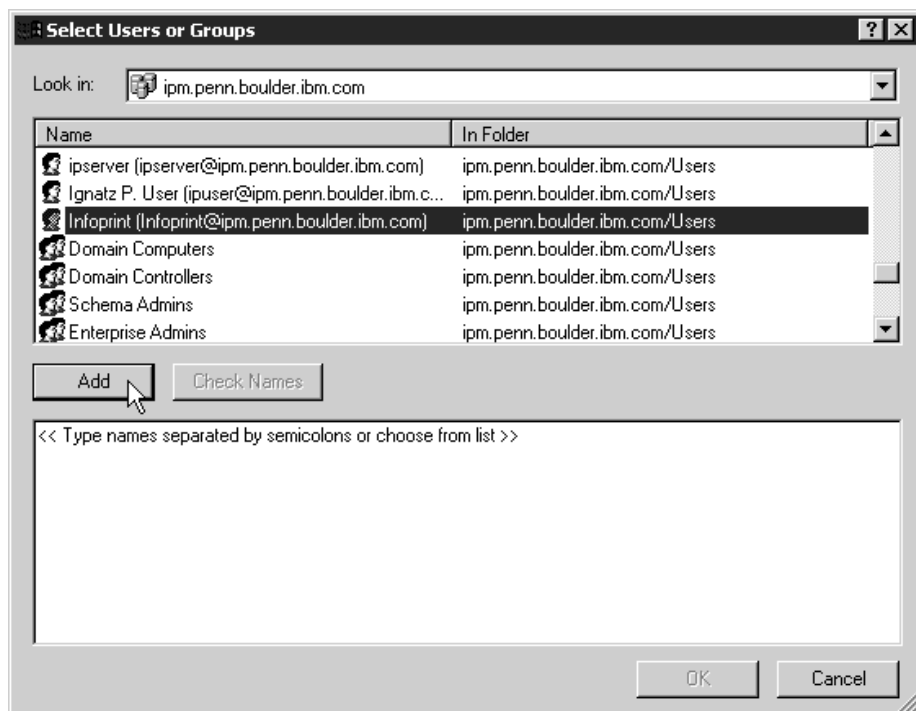 Select Users or Groups
Look in: ipm.penn.boulder.ibm.com
Name In Folder
ipserver (ipserver@ipm.penn.boulder.ibm.com) ipm.penn.boulder.ibm.com/Users
Ignatz P. User (ipuser@ipm.penn.boulder.ibm.c... ipm.penn.boulder.ibm.com/Users
Infoprint (Infoprint@ipm.penn.boulder.ibm.com) ipm.penn.boulder.ibm.com/Users
Domain Computers ipm.penn.boulder.ibm.com/Users
Domain Controllers ipm.penn.boulder.ibm.com/Users
Schema Admins ipm.penn.boulder.ibm.com/Users
Enterprise Admins ipm.penn.boulder.ibm.com/Users
Add Check Names
<< Type names separated by semicolons or choose from list >>
OK Cancel